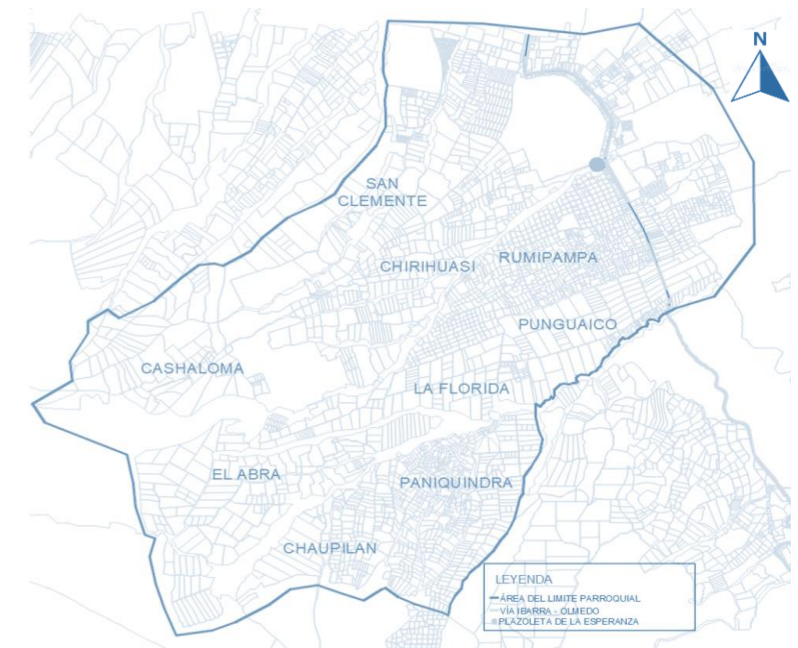 N
SAN
CLEMENTE
CHIRIHUASI
RUMIPAMPA
PUNGUAICO
CASHALOMA
LA FLORIDA
EL ABRA
PANIQUINDRA
CHAUPILAN
LEYENDA
ÁREA DEL LIMITE PARROQUIAL
VÍA IBARRA - OLMEDO
PLAZOLETA DE LA ESPERANZA